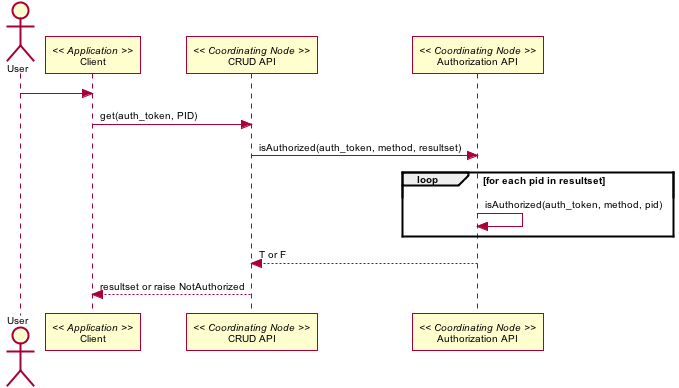 User
<< Application >>
Client
<< Coordinating Node >>
CRUD API
<< Coordinating Node >>
Authorization API
get(auth_token, PID)
isAuthorized(auth_token, method, resultset)
loop
[for each pid in resultset]
isAuthorized(auth_token, method, pid)
T or F
resultset or raise NotAuthorized
User
<< Application >>
Client
<< Coordinating Node >>
CRUD API
<< Coordinating Node >>
Authorization API